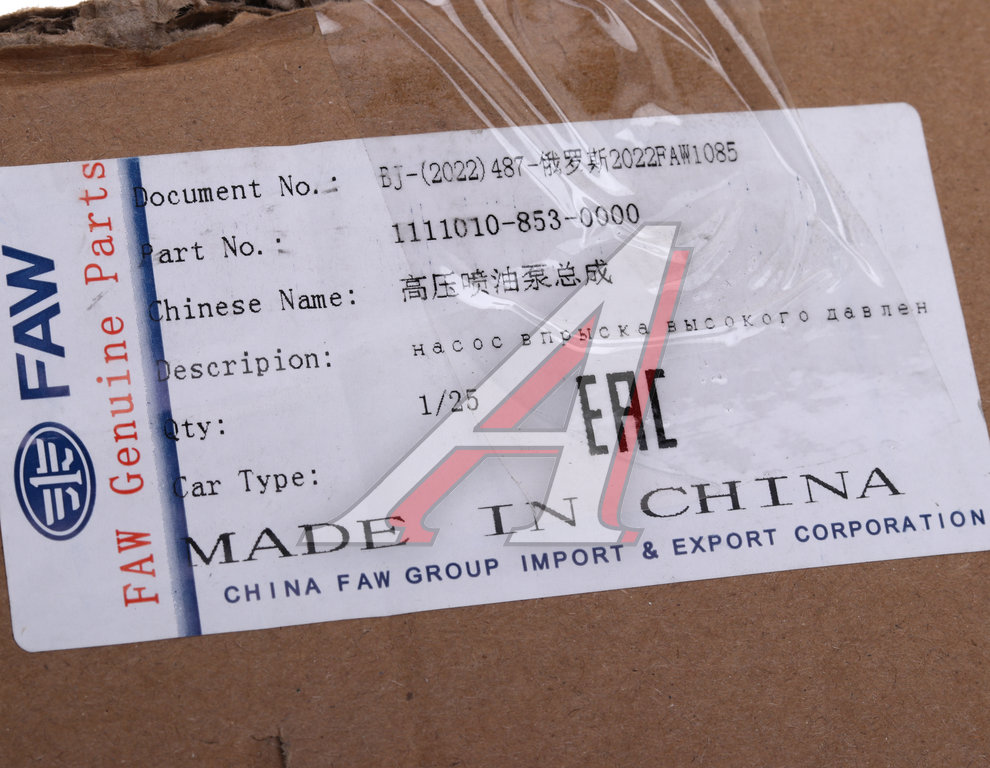 FAW
FAW Genuine Parts
Document No.: BJ-(2022)487-俄罗斯2022FAW1085
Part No.: 1111010-853-0000
Chinese Name: 高压喷油泵总成
Descripion: насос впрыска высокого давлен
Qty: 1/25
EAC
Car Type:
MADE IN CHINA
CHINA FAW GROUP IMPORT & EXPORT CORPORATION